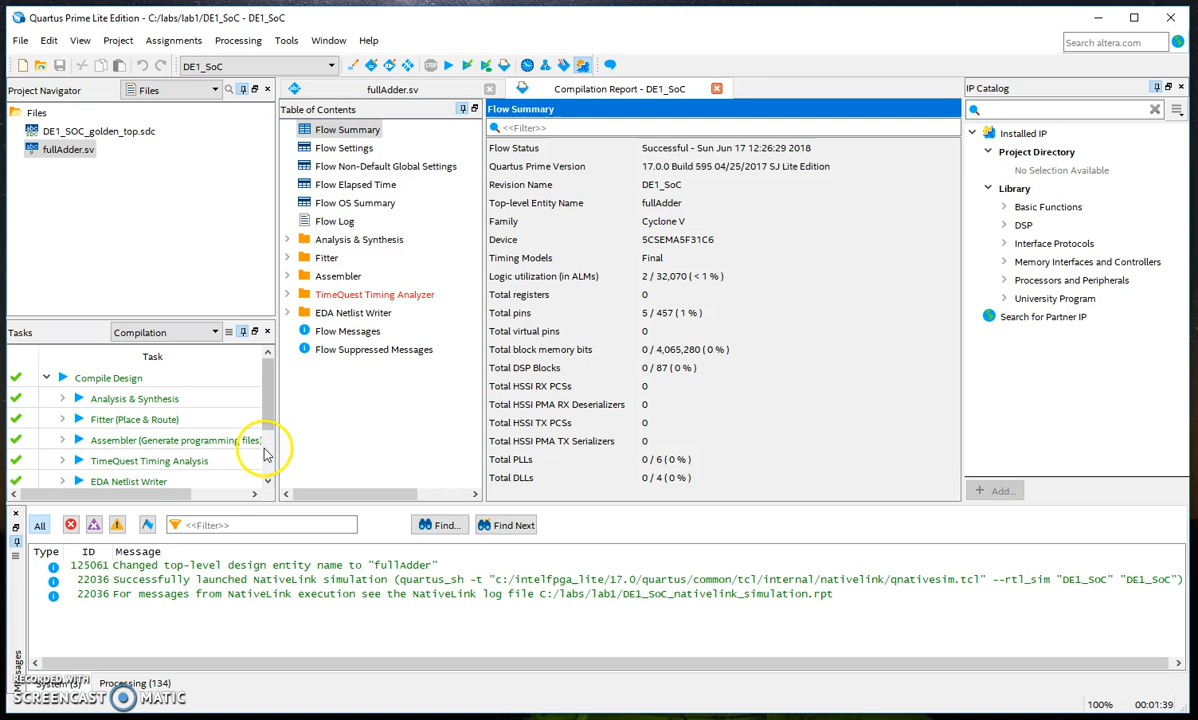 Quartus Prime Lite Edition - C:/labs/lab1/DE1_SoC - DE1_SoC
File Edit View Project Assignments Processing Tools Window Help
Search altera.com
DE1_SoC
Project Navigator Files
Files
DE1_SOC_golden_top.sdc
fullAdder.sv
Tasks Compilation
Task
Compile Design
Analysis & Synthesis
Fitter (Place & Route)
Assembler (Generate programming files)
TimeQuest Timing Analysis
EDA Netlist Writer
fullAdder.sv
Compilation Report - DE1_SoC
Table of Contents
Flow Summary
Flow Settings
Flow Non-Default Global Settings
Flow Elapsed Time
Flow OS Summary
Flow Log
Analysis & Synthesis
Fitter
Assembler
TimeQuest Timing Analyzer
EDA Netlist Writer
Flow Messages
Flow Suppressed Messages
Flow Summary
<<Filter>>
Flow Status Successful - Sun Jun 17 12:26:29 2018
Quartus Prime Version 17.0.0 Build 595 04/25/2017 SJ Lite Edition
Revision Name DE1_SoC
Top-level Entity Name fullAdder
Family Cyclone V
Device 5CSEMA5F31C6
Timing Models Final
Logic utilization (in ALMs) 2 / 32,070 ( < 1 % )
Total registers 0
Total pins 5 / 457 ( 1 % )
Total virtual pins 0
Total block memory bits 0 / 4,065,280 ( 0 % )
Total DSP Blocks 0 / 87 ( 0 % )
Total HSSI RX PCSs 0
Total HSSI PMA RX Deserializers 0
Total HSSI TX PCSs 0
Total HSSI PMA TX Serializers 0
Total PLLs 0 / 6 ( 0 % )
Total DLLs 0 / 4 ( 0 % )
IP Catalog
Installed IP
Project Directory
No Selection Available
Library
Basic Functions
DSP
Interface Protocols
Memory Interfaces and Controllers
Processors and Peripherals
University Program
Search for Partner IP
+ Add...
All <<Filter>> Find... Find Next
Type ID Message
125061 Changed top-level design entity name to "fullAdder"
22036 Successfully launched NativeLink simulation (quartus_sh -t "c:/intelfpga_lite/17.0/quartus/common/tcl/internal/nativelink/qnativesim.tcl" --rtl_sim "DE1_SoC" "DE1_SoC")
22036 For messages from NativeLink execution see the NativeLink log file C:/labs/lab1/DE1_SoC_nativelink_simulation.rpt
Messages
System (3) Processing (134)
RECORDED WITH
SCREENCAST MATIC
100% 00:01:39